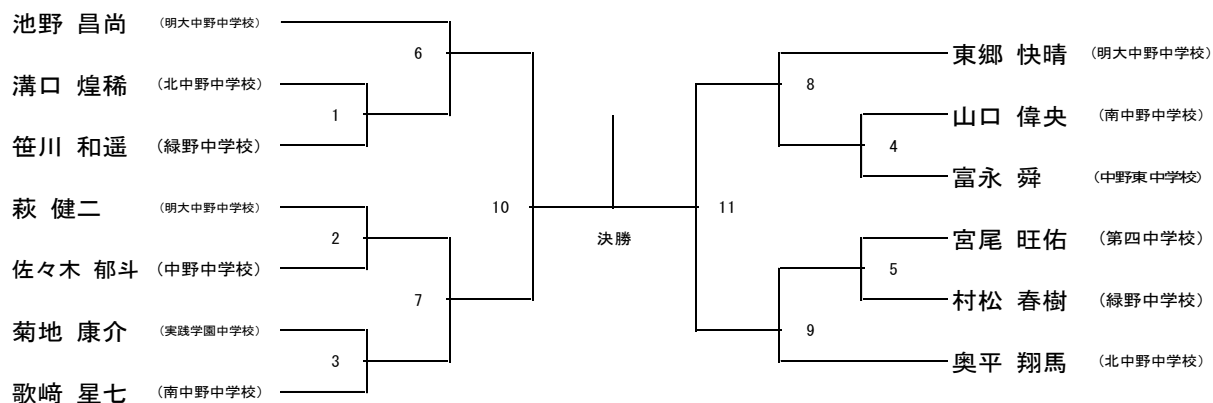 池野 昌尚 （明大中野中学校）
溝口 煌稀 （北中野中学校）
笹川 和遥 （緑野中学校）
萩 健二 （明大中野中学校）
佐々木 郁斗 （中野中学校）
菊地 康介 （実践学園中学校）
歌﨑 星七 （南中野中学校）
1
2
3
6
7
10
決勝
11
8
9
4
5
東郷 快晴 （明大中野中学校）
山口 偉央 （南中野中学校）
富永 舜 （中野東中学校）
宮尾 旺佑 （第四中学校）
村松 春樹 （緑野中学校）
奥平 翔馬 （北中野中学校）